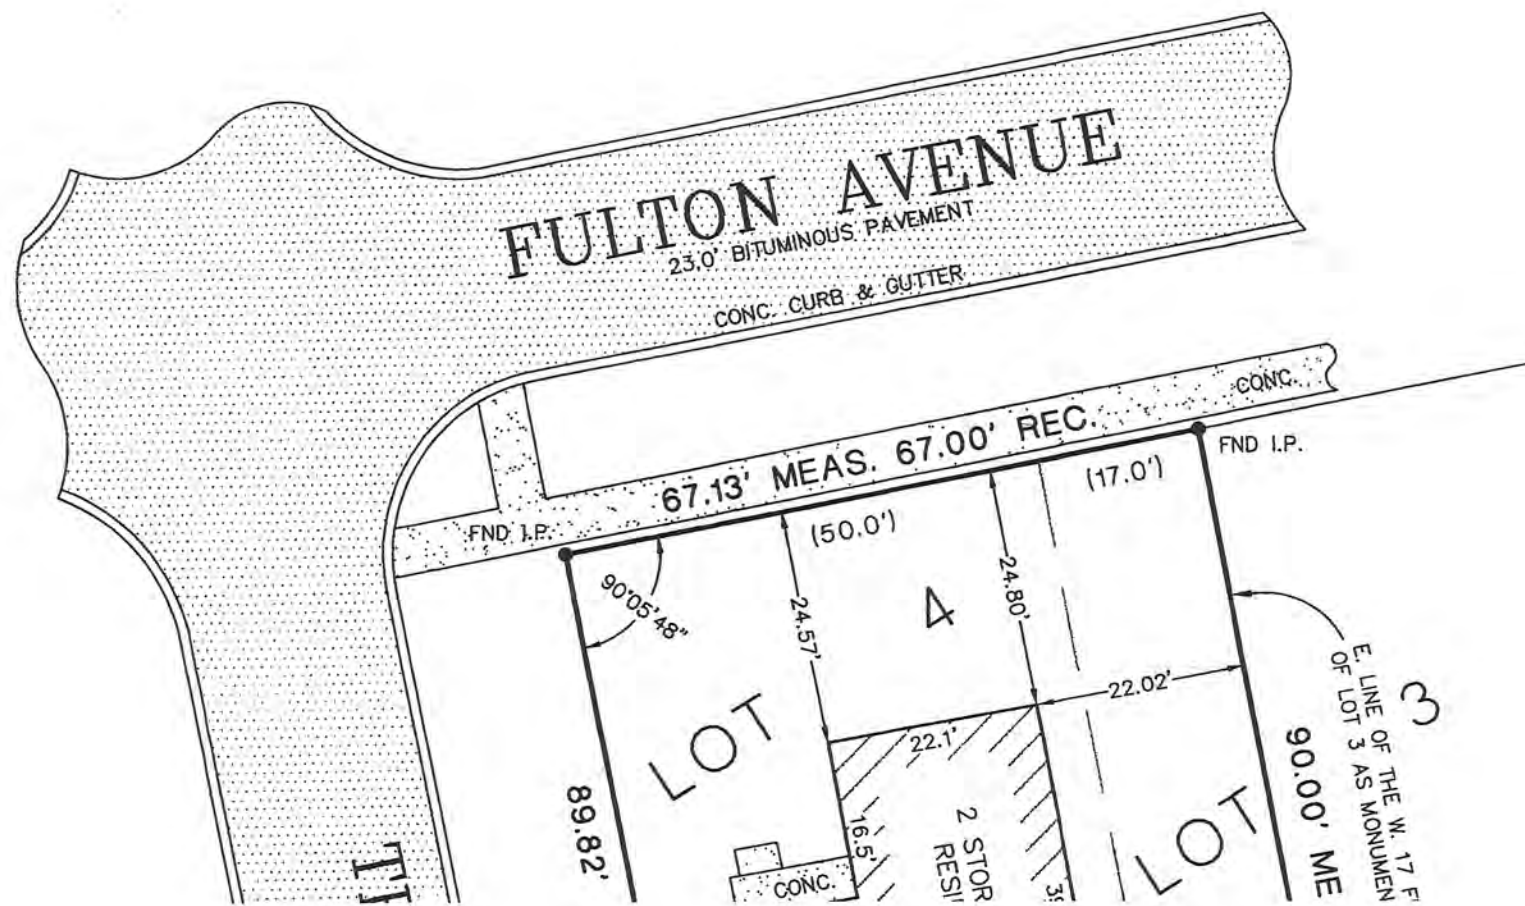 FULTON AVENUE
23.0' BITUMINOUS PAVEMENT
CONC. CURB & GUTTER
CONC.
67.13' MEAS. 67.00' REC.
FND I.P.
FND I.P.
(50.0')
(17.0')
90°05'48"
24.57'
24.80'
4
22.02'
22.1'
LOT
89.82'
16.5'
2 STOR
RESI
CONC.
3
E. LINE OF THE W. 17 F
OF LOT 3 AS MONUMEN
90.00' ME
LOT